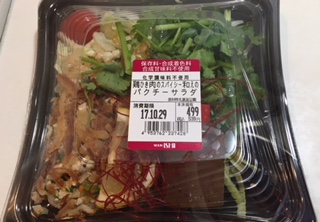 保存料・合成着色料
合成甘味料不使用
化学調味料不使用
鶏ひき肉のスパイシー和えの
パクチーサラダ
消費期限
17.10.29
499